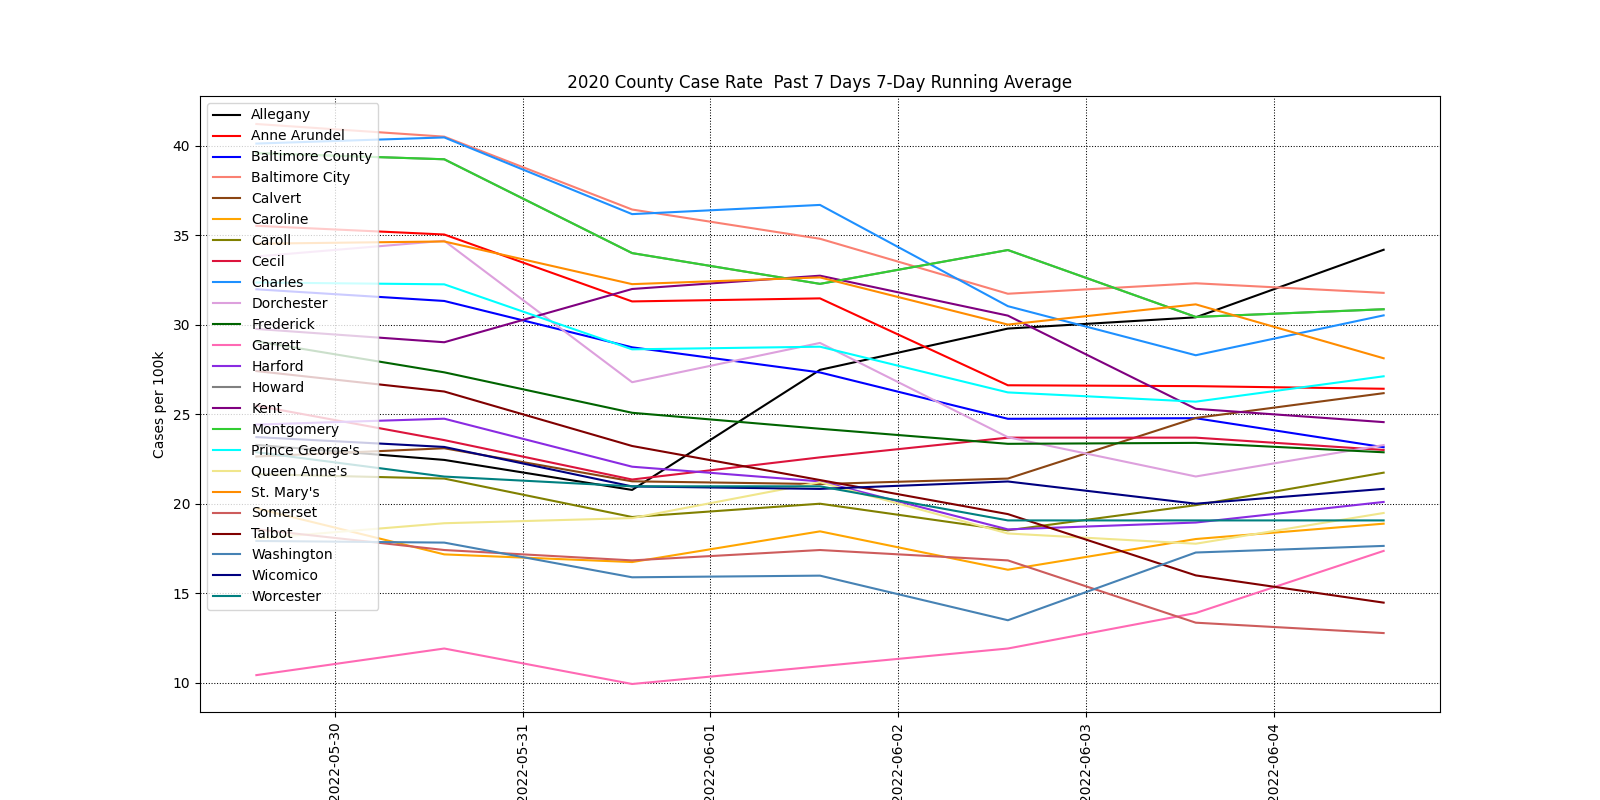 2020 County Case Rate  Past 7 Days 7-Day Running Average
Allegany
Anne Arundel
Baltimore County
Baltimore City
Calvert
Caroline
Caroll
Cecil
Charles
Dorchester
Frederick
Garrett
Harford
Howard
Kent
Montgomery
Prince George's
Queen Anne's
St. Mary's
Somerset
Talbot
Washington
Wicomico
Worcester
Cases per 100k
40
35
30
25
20
15
10
2022-05-30
2022-05-31
2022-06-01
2022-06-02
2022-06-03
2022-06-04